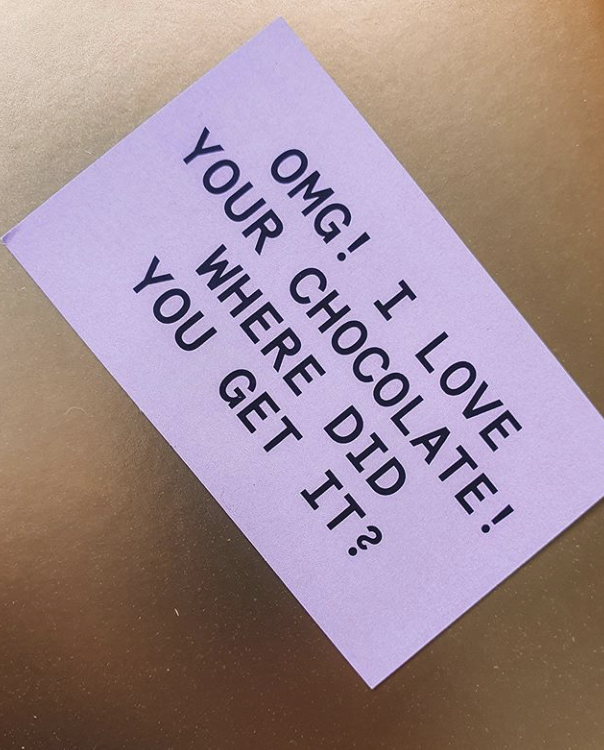 OMG! I LOVE
YOUR CHOCOLATE!
WHERE DID
YOU GET IT?